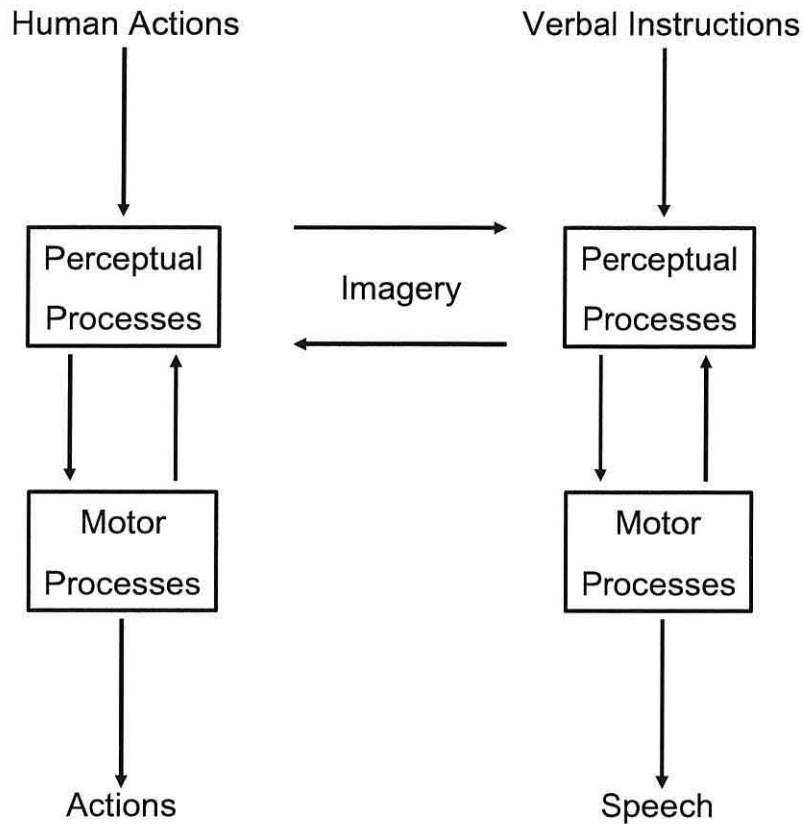 Human Actions
Verbal Instructions
Perceptual
Processes
Imagery
Perceptual
Processes
Motor
Processes
Motor
Processes
Actions
Speech